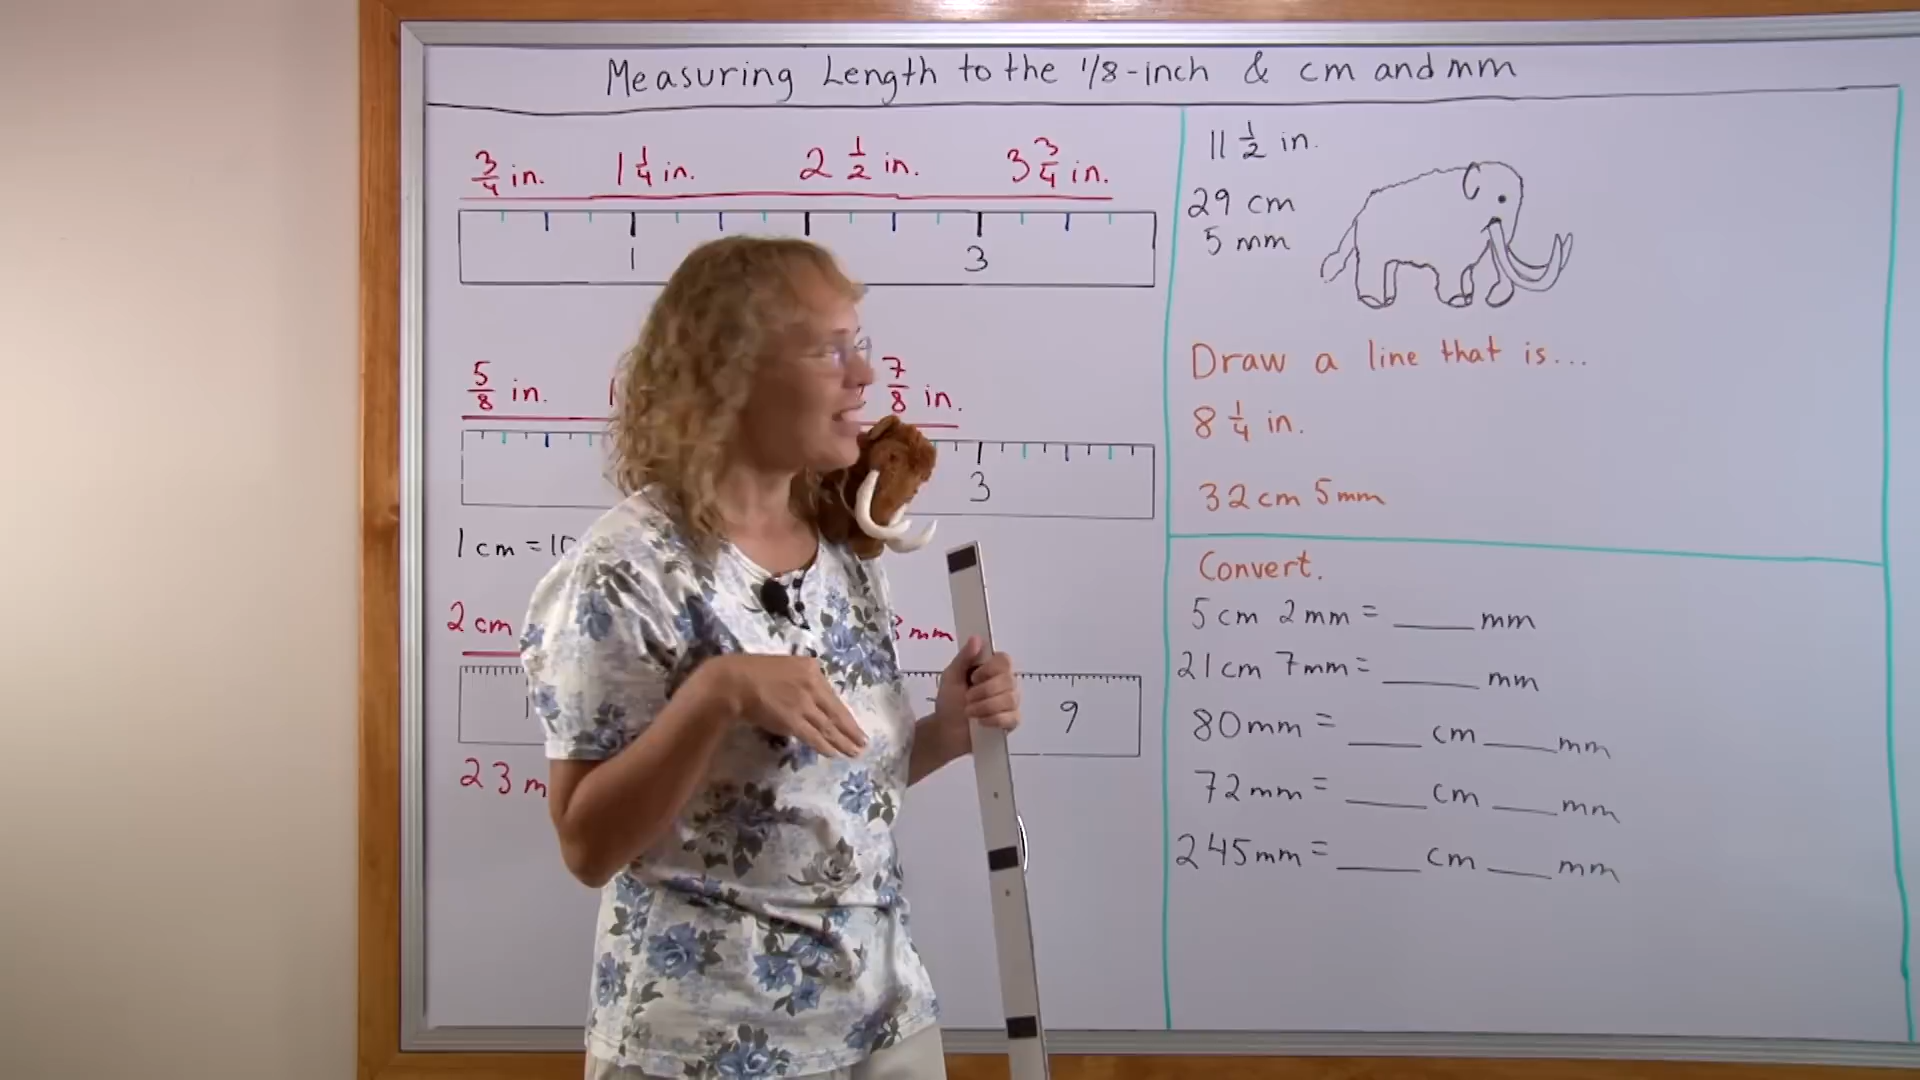 Measuring Length to the 1/8-inch & cm and mm
3/4 in. 1 1/4 in. 2 1/2 in. 3 3/4 in.
1 3
5/8 in. 7/8 in.
3
1 cm = 10
2 cm mm
9
23 m
11 1/2 in.
29 cm
5 mm
Draw a line that is...
8 1/4 in.
32 cm 5 mm
Convert.
5 cm 2 mm = ____ mm
21 cm 7 mm = ____ mm
80 mm = ____ cm ____ mm
72 mm = ____ cm ____ mm
245 mm = ____ cm ____ mm